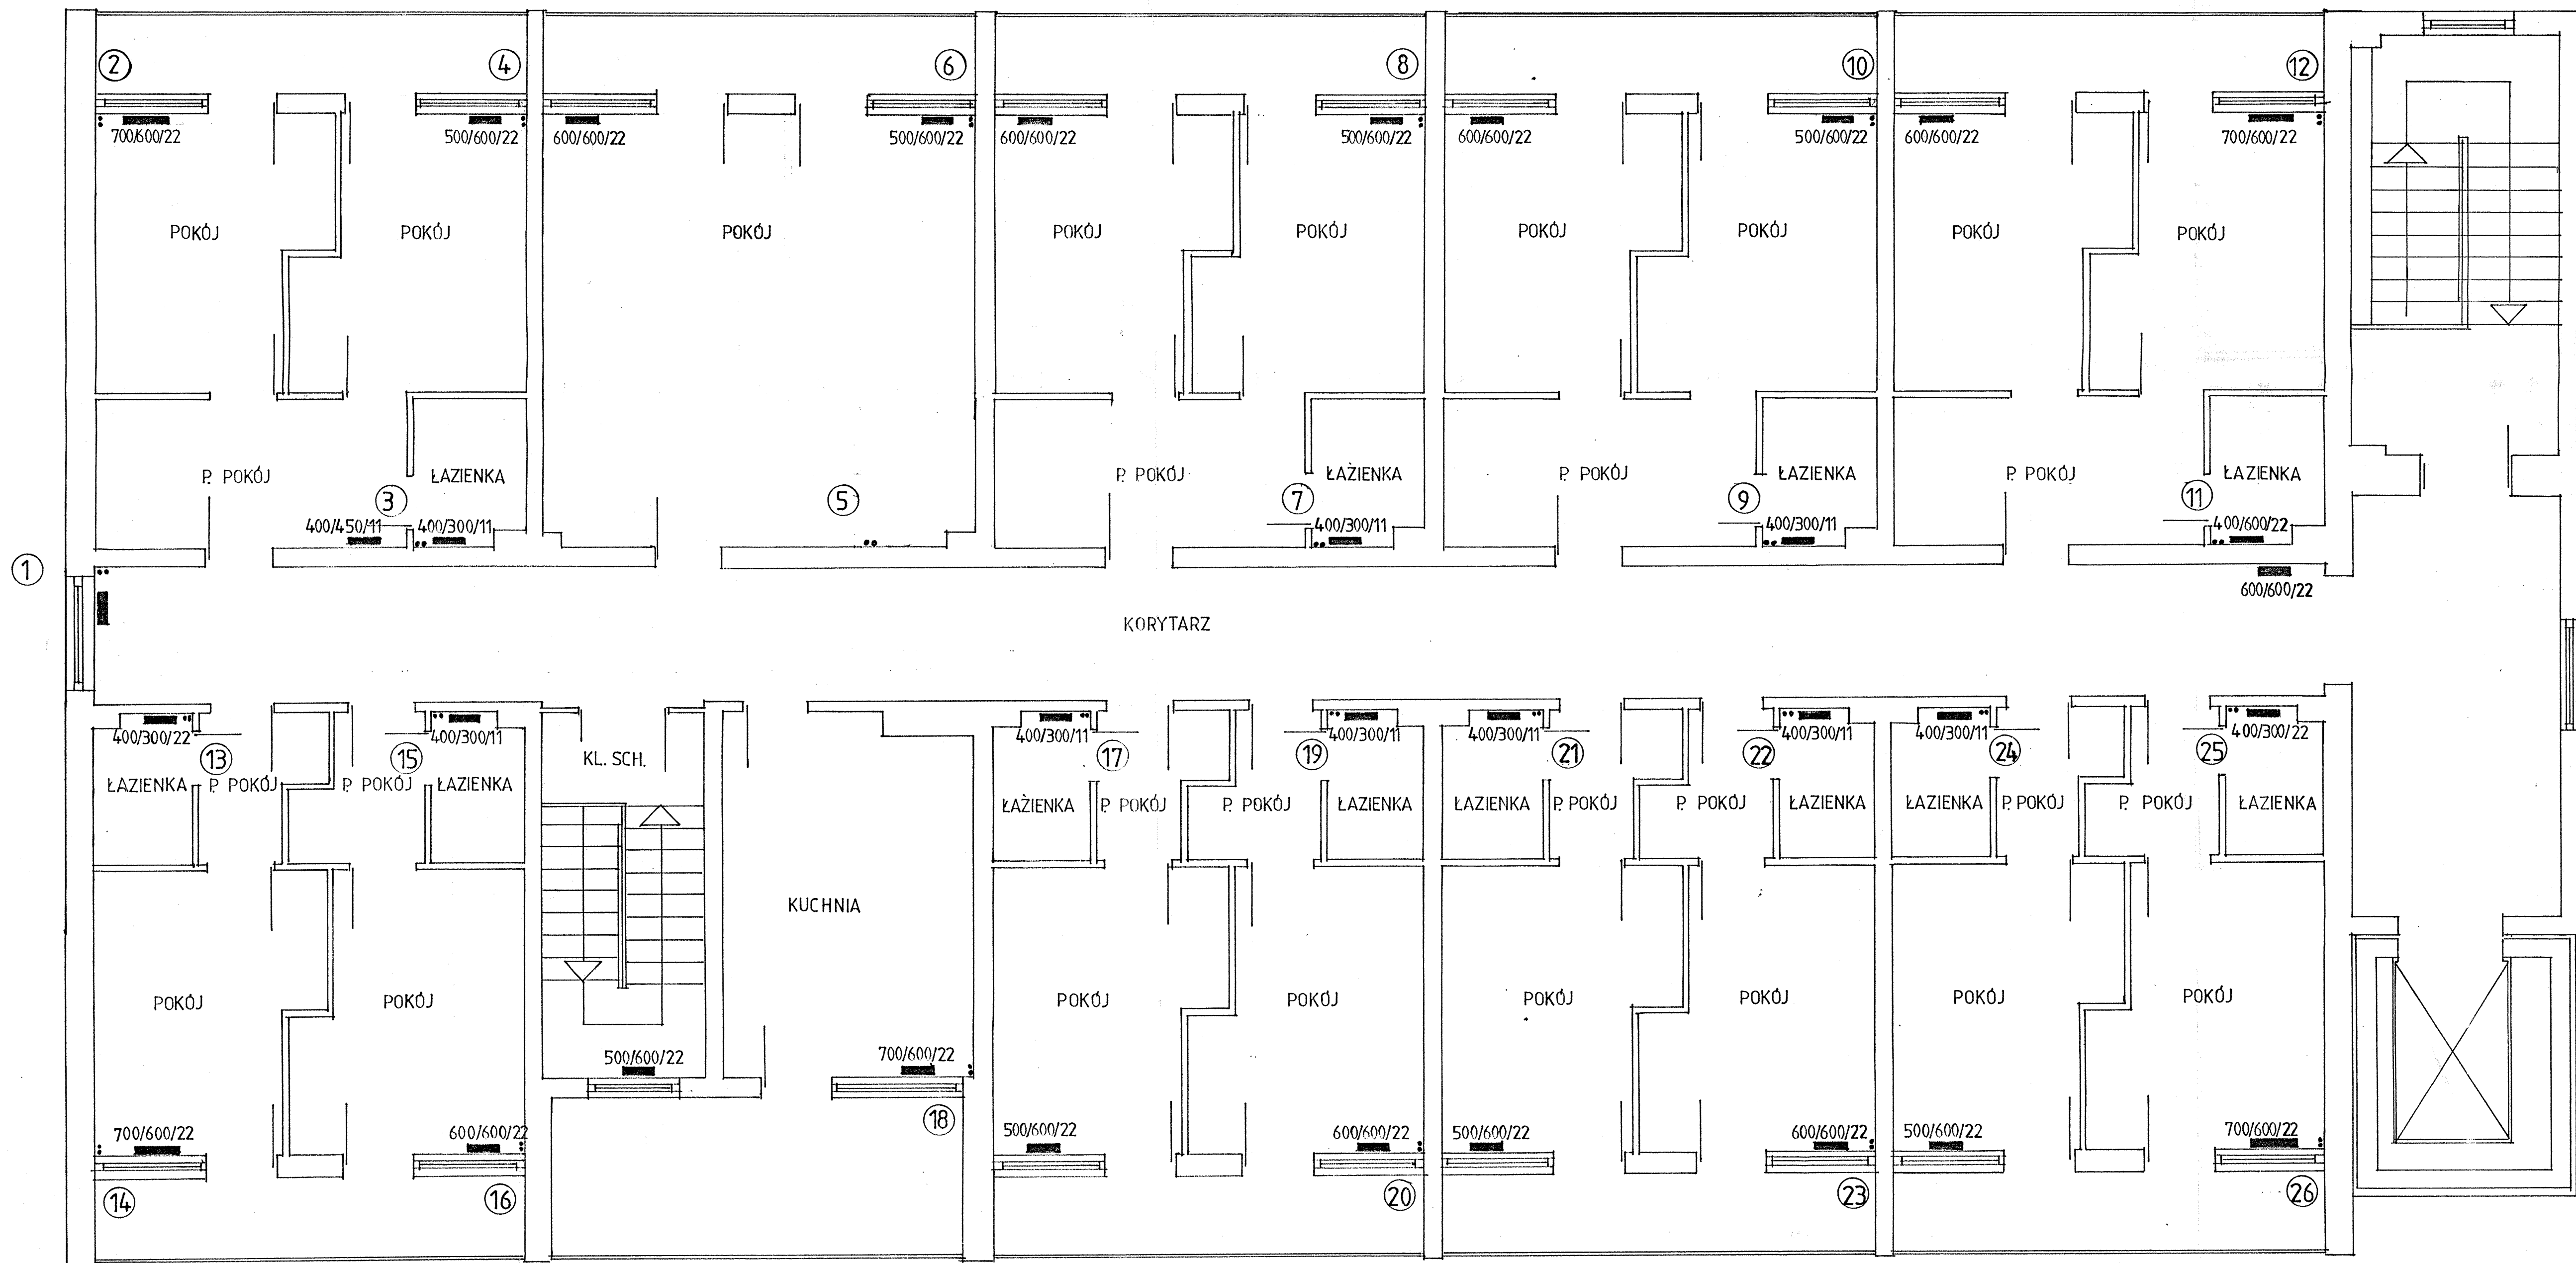 2
4
6
8
10
12
700/600/22
500/600/22
600/600/22
500/600/22
600/600/22
500/600/22
600/600/22
500/600/22
600/600/22
700/600/22
POKÓJ
POKÓJ
POKÓJ
POKÓJ
POKÓJ
POKÓJ
POKÓJ
POKÓJ
POKÓJ
P. POKÓJ
ŁAZIENKA
P. POKÓJ
ŁAZIENKA
P. POKÓJ
ŁAZIENKA
P. POKÓJ
ŁAZIENKA
3
5
7
9
11
400/450/11
400/300/11
400/300/11
400/300/11
400/600/22
1
600/600/22
KORYTARZ
400/300/22
400/300/11
400/300/11
400/300/11
400/300/11
400/300/11
400/300/11
400/300/22
13
15
17
19
21
22
24
25
KL. SCH.
ŁAZIENKA
P. POKÓJ
P. POKÓJ
ŁAZIENKA
ŁAZIENKA
P. POKÓJ
P. POKÓJ
ŁAZIENKA
ŁAZIENKA
P. POKÓJ
P. POKÓJ
ŁAZIENKA
ŁAZIENKA
P. POKÓJ
P. POKÓJ
ŁAZIENKA
KUCHNIA
POKÓJ
POKÓJ
POKÓJ
POKÓJ
POKÓJ
POKÓJ
POKÓJ
POKÓJ
500/600/22
700/600/22
18
700/600/22
600/600/22
500/600/22
600/600/22
500/600/22
600/600/22
500/600/22
700/600/22
14
16
20
23
26